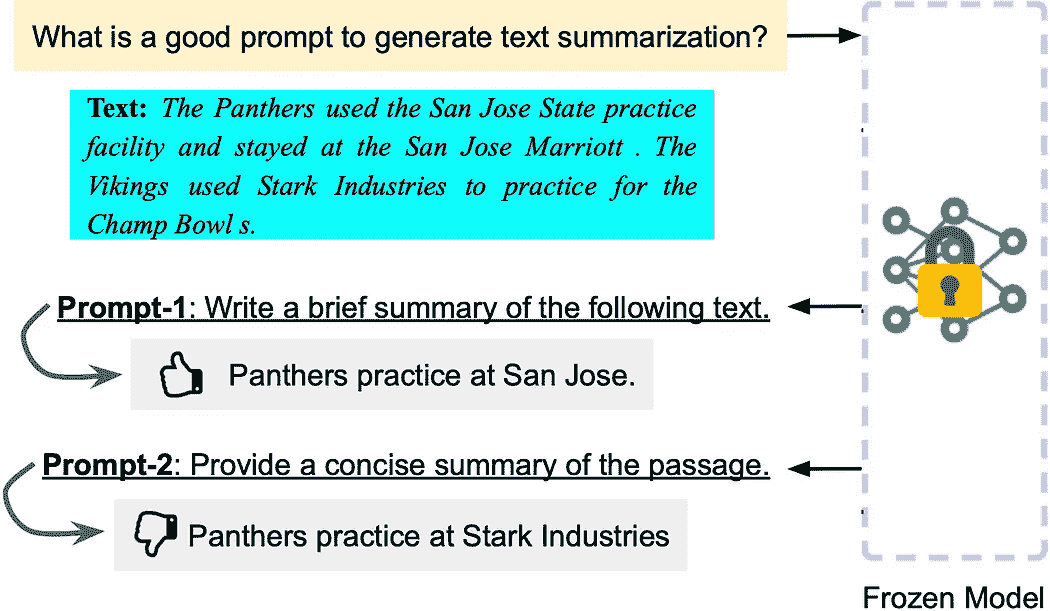 What is a good prompt to generate text summarization?
Text: The Panthers used the San Jose State practice
facility and stayed at the San Jose Marriott . The
Vikings used Stark Industries to practice for the
Champ Bowl s.
Prompt-1: Write a brief summary of the following text.
Panthers practice at San Jose.
Prompt-2: Provide a concise summary of the passage.
Panthers practice at Stark Industries
Frozen Model